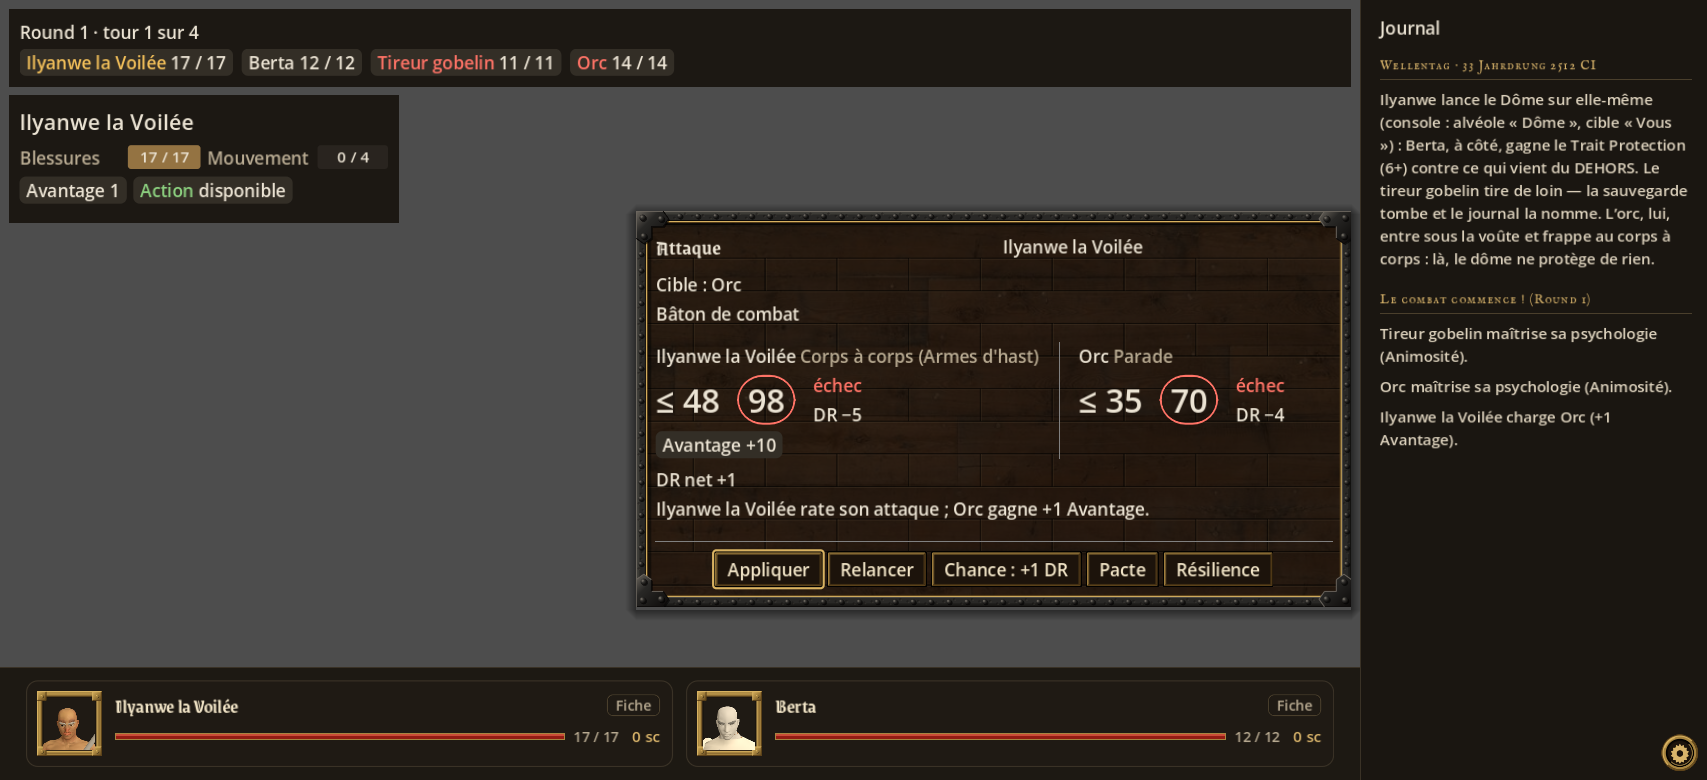 Round 1 · tour 1 sur 4
Ilyanwe la Voilée 17 / 17 Berta 12 / 12 Tireur gobelin 11 / 11 Orc 14 / 14
Ilyanwe la Voilée
Blessures 17 / 17 Mouvement 0 / 4
Avantage 1 Action disponible
Attaque Ilyanwe la Voilée
Cible : Orc
Bâton de combat
Ilyanwe la Voilée Corps à corps (Armes d'hast)
≤ 48 98 échec
DR −5
Avantage +10
Orc Parade
≤ 35 70 échec
DR −4
DR net +1
Ilyanwe la Voilée rate son attaque ; Orc gagne +1 Avantage.
Appliquer Relancer Chance : +1 DR Pacte Résilience
Ilyanwe la Voilée Fiche
17 / 17 0 sc
Berta Fiche
12 / 12 0 sc
Journal
Wellentag · 33 Jahrdrung 2512 CI
Ilyanwe lance le Dôme sur elle-même
(console : alvéole « Dôme », cible « Vous
») : Berta, à côté, gagne le Trait Protection
(6+) contre ce qui vient du DEHORS. Le
tireur gobelin tire de loin — la sauvegarde
tombe et le journal la nomme. L'orc, lui,
entre sous la voûte et frappe au corps à
corps : là, le dôme ne protège de rien.
Le combat commence ! (Round 1)
Tireur gobelin maîtrise sa psychologie
(Animosité).
Orc maîtrise sa psychologie (Animosité).
Ilyanwe la Voilée charge Orc (+1
Avantage).